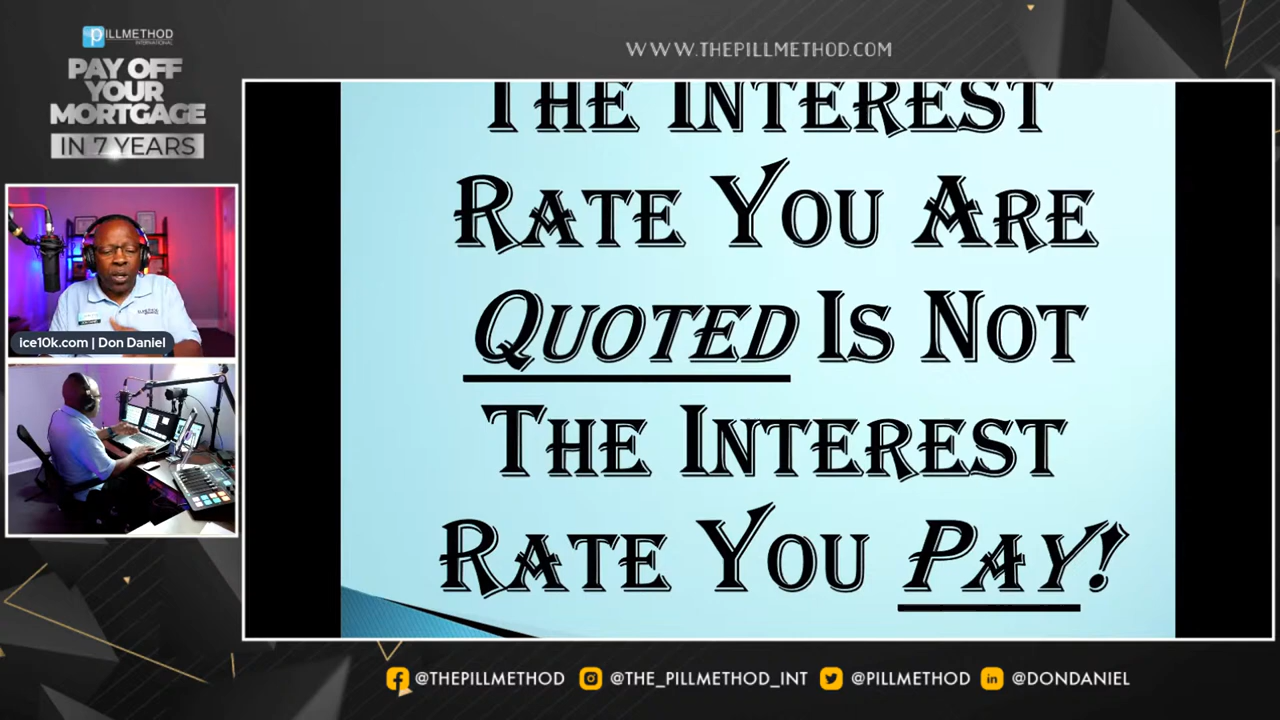 PILLMETHOD
INTERNATIONAL
PAY OFF
YOUR
MORTGAGE
IN 7 YEARS
WWW.THEPILLMETHOD.COM
THE INTEREST
RATE YOU ARE
QUOTED IS NOT
THE INTEREST
RATE YOU PAY!
ice10k.com | Don Daniel
@THEPILLMETHOD @THE_PILLMETHOD_INT @PILLMETHOD @DONDANIEL